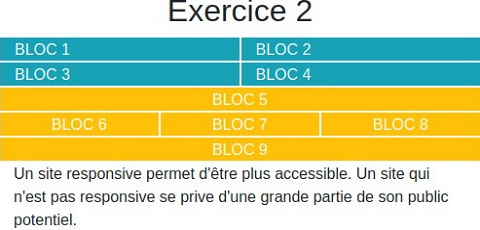 Exercice 2
BLOC 1 BLOC 2
BLOC 3 BLOC 4
BLOC 5
BLOC 6 BLOC 7 BLOC 8
BLOC 9
Un site responsive permet d'être plus accessible. Un site qui
n'est pas responsive se prive d'une grande partie de son public
potentiel.